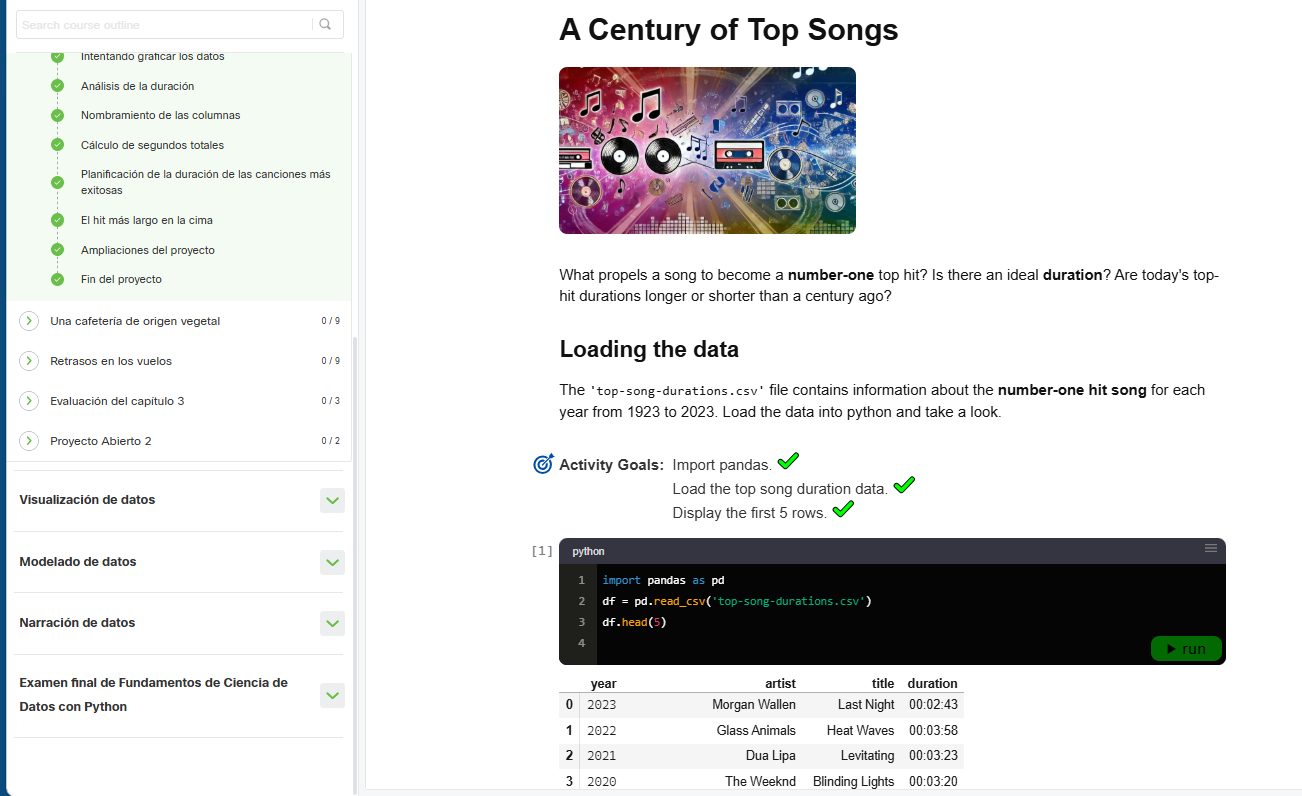 Search course outline
Intentando graficar los datos
Análisis de la duración
Nombramiento de las columnas
Cálculo de segundos totales
Planificación de la duración de las canciones más
exitosas
El hit más largo en la cima
Ampliaciones del proyecto
Fin del proyecto
Una cafetería de origen vegetal 0 / 9
Retrasos en los vuelos 0 / 9
Evaluación del capítulo 3 0 / 3
Proyecto Abierto 2 0 / 2
Visualización de datos
Modelado de datos
Narración de datos
Examen final de Fundamentos de Ciencia de
Datos con Python
A Century of Top Songs
What propels a song to become a number-one top hit? Is there an ideal duration? Are today's top-
hit durations longer or shorter than a century ago?
Loading the data
The 'top-song-durations.csv' file contains information about the number-one hit song for each
year from 1923 to 2023. Load the data into python and take a look.
Activity Goals: Import pandas.
Load the top song duration data.
Display the first 5 rows.
[1] python
1 import pandas as pd
2 df = pd.read_csv('top-song-durations.csv')
3 df.head(5)
4
run
year artist title duration
0 2023 Morgan Wallen Last Night 00:02:43
1 2022 Glass Animals Heat Waves 00:03:58
2 2021 Dua Lipa Levitating 00:03:23
3 2020 The Weeknd Blinding Lights 00:03:20